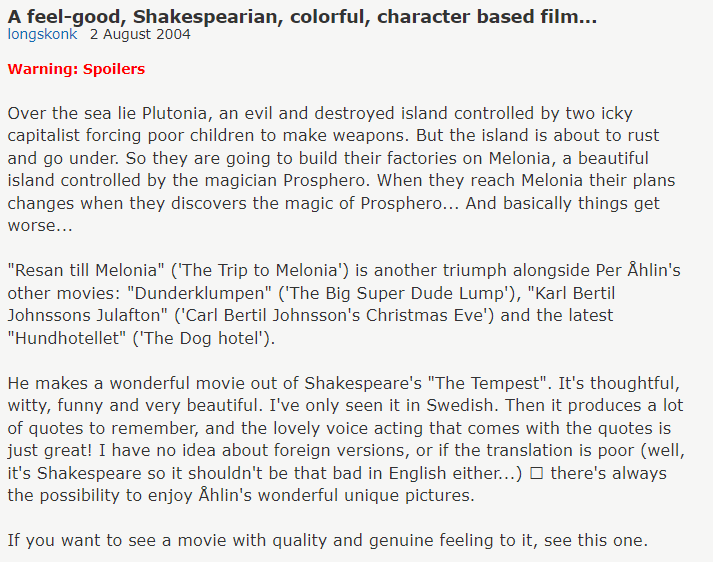 A feel-good, Shakespearian, colorful, character based film...
longskonk 2 August 2004
Warning: Spoilers
Over the sea lie Plutonia, an evil and destroyed island controlled by two icky
capitalist forcing poor children to make weapons. But the island is about to rust
and go under. So they are going to build their factories on Melonia, a beautiful
island controlled by the magician Prosphero. When they reach Melonia their plans
changes when they discovers the magic of Prosphero... And basically things get
worse...
"Resan till Melonia" ('The Trip to Melonia') is another triumph alongside Per Åhlin's
other movies: "Dunderklumpen" ('The Big Super Dude Lump'), "Karl Bertil
Johnssons Julafton" ('Carl Bertil Johnsson's Christmas Eve') and the latest
"Hundhotellet" ('The Dog hotel').
He makes a wonderful movie out of Shakespeare's "The Tempest". It's thoughtful,
witty, funny and very beautiful. I've only seen it in Swedish. Then it produces a lot
of quotes to remember, and the lovely voice acting that comes with the quotes is
just great! I have no idea about foreign versions, or if the translation is poor (well,
it's Shakespeare so it shouldn't be that bad in English either...) □ there's always
the possibility to enjoy Åhlin's wonderful unique pictures.
If you want to see a movie with quality and genuine feeling to it, see this one.